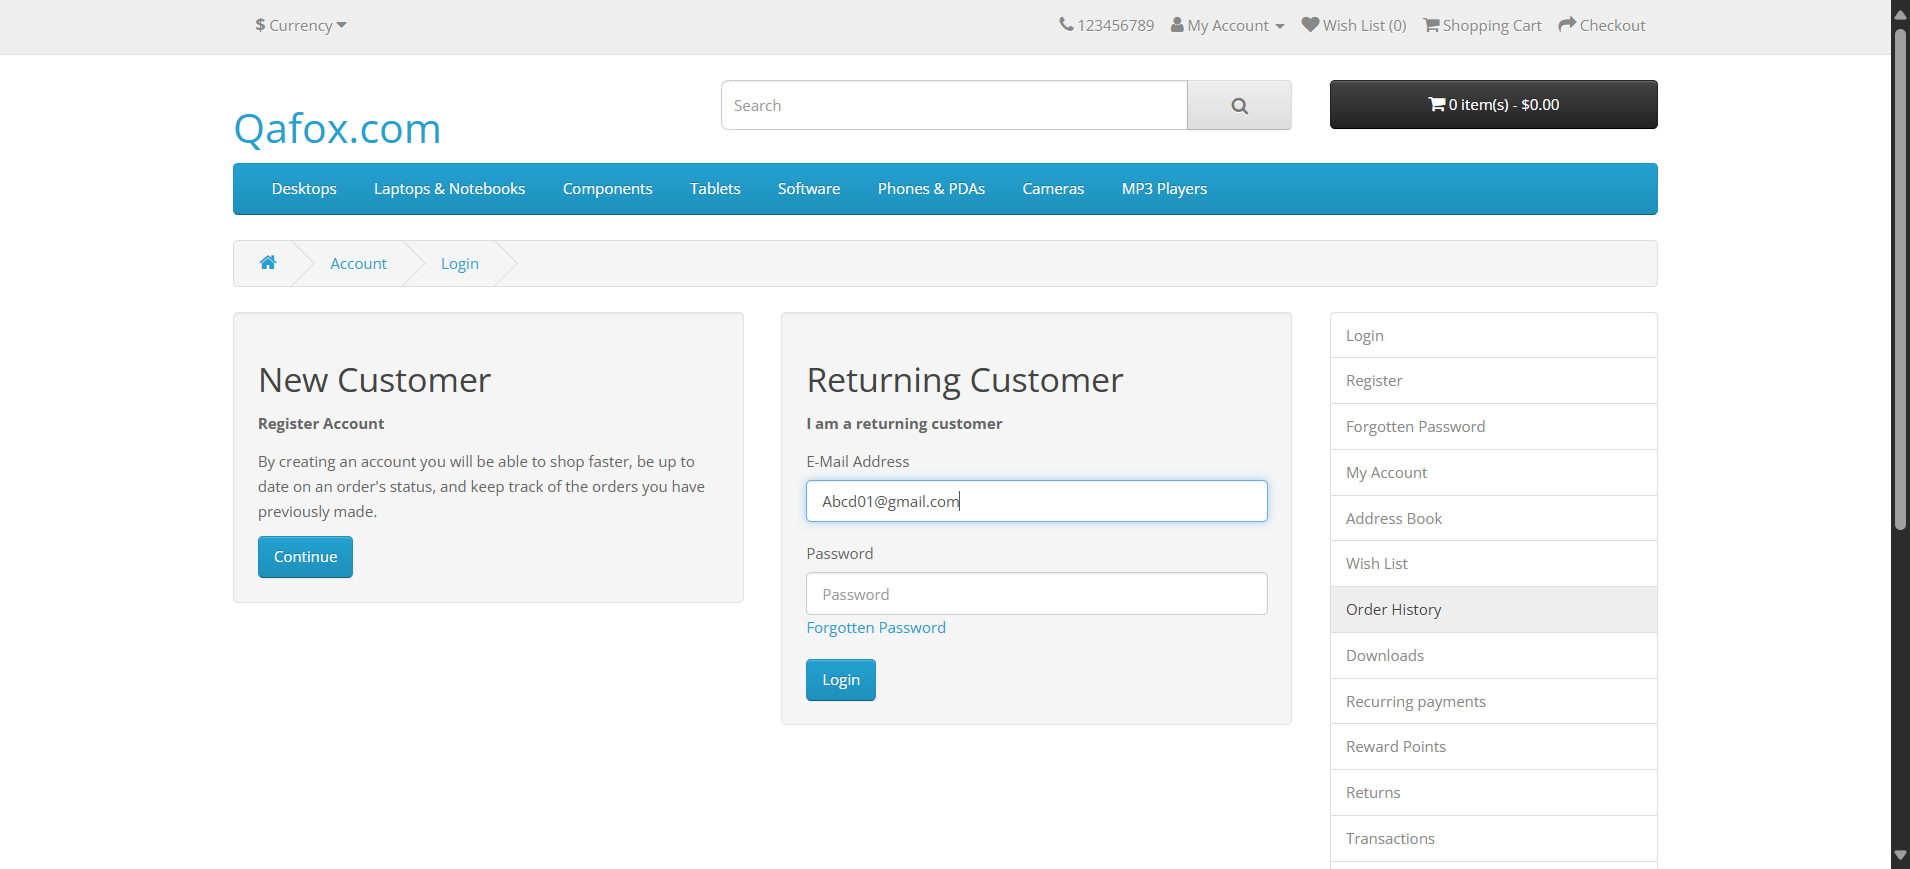 $ Currency
123456789 My Account Wish List (0) Shopping Cart Checkout
Qafox.com
Search
0 item(s) - $0.00
Desktops Laptops & Notebooks Components Tablets Software Phones & PDAs Cameras MP3 Players
Account Login
New Customer
Register Account
By creating an account you will be able to shop faster, be up to
date on an order's status, and keep track of the orders you have
previously made.
Continue
Returning Customer
I am a returning customer
E-Mail Address
Abcd01@gmail.com
Password
Password
Forgotten Password
Login
Login
Register
Forgotten Password
My Account
Address Book
Wish List
Order History
Downloads
Recurring payments
Reward Points
Returns
Transactions